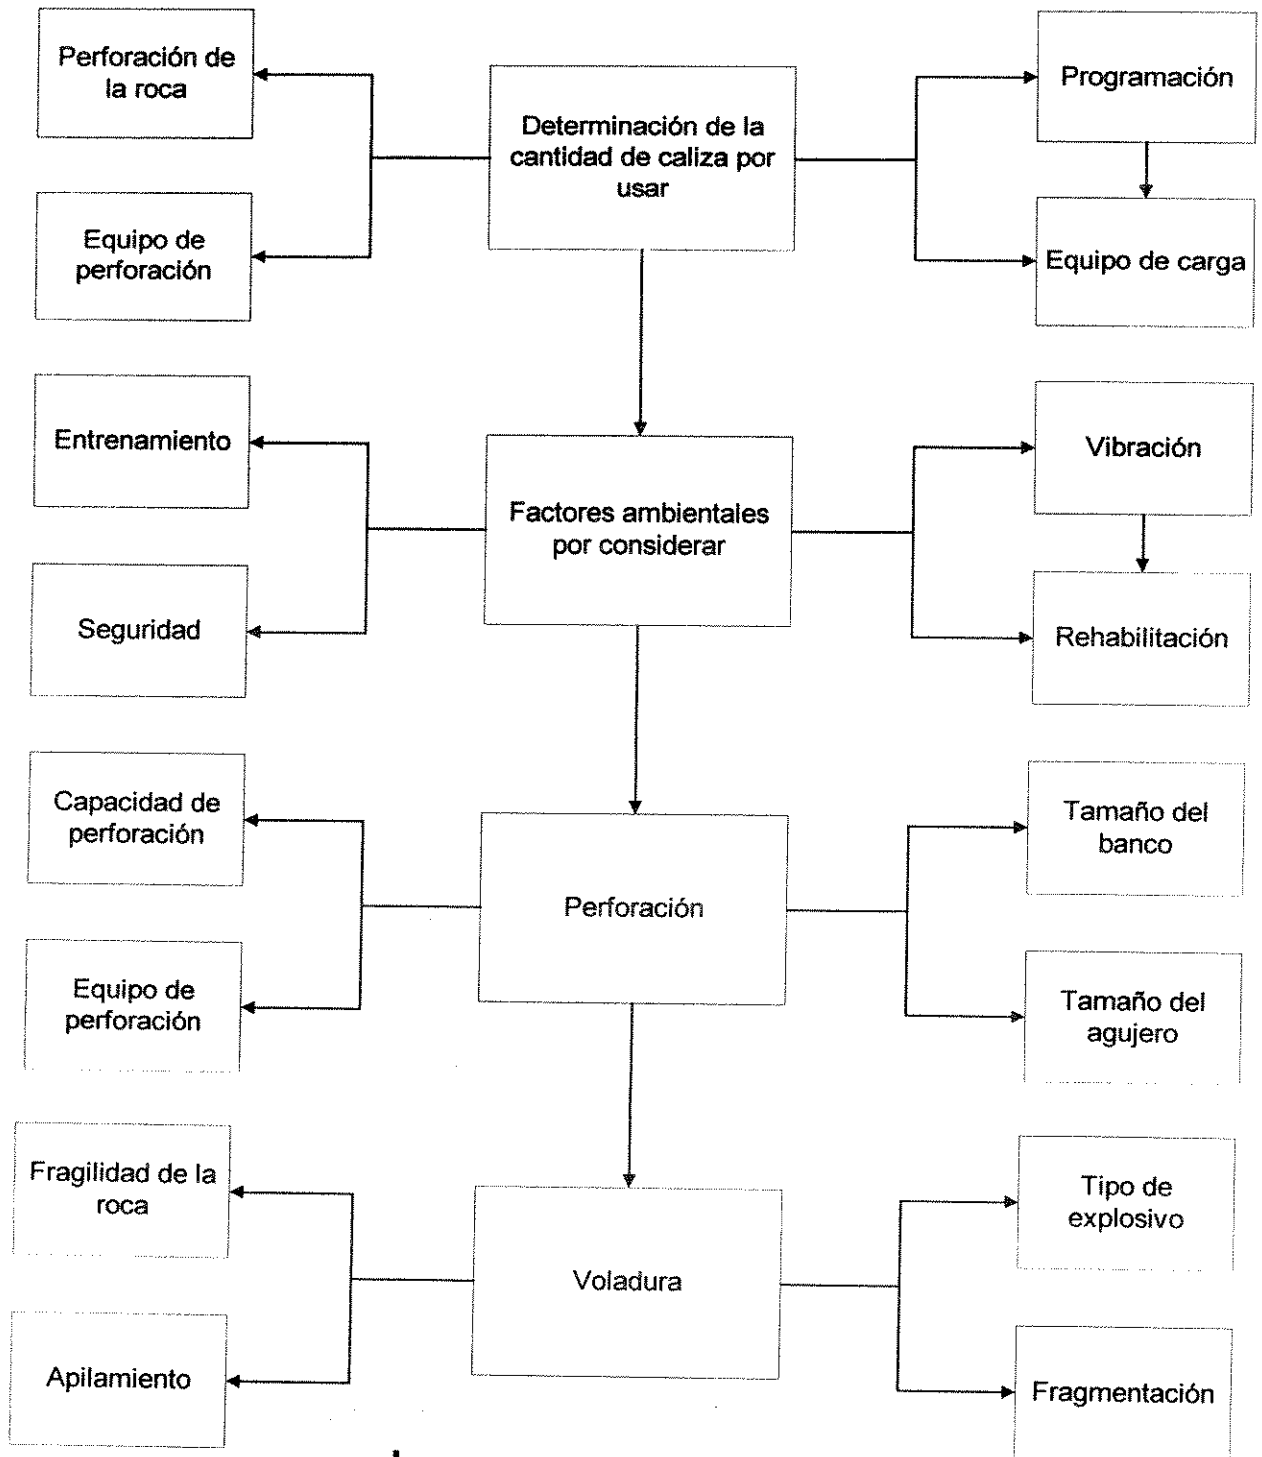 Perforación de
la roca
Determinación de la
cantidad de caliza por
usar
Programación
Equipo de
perforación
Equipo de carga
Entrenamiento
Factores ambientales
por considerar
Vibración
Seguridad
Rehabilitación
Capacidad de
perforación
Perforación
Tamaño del
banco
Equipo de
perforación
Tamaño del
agujero
Fragilidad de la
roca
Voladura
Tipo de
explosivo
Apilamiento
Fragmentación